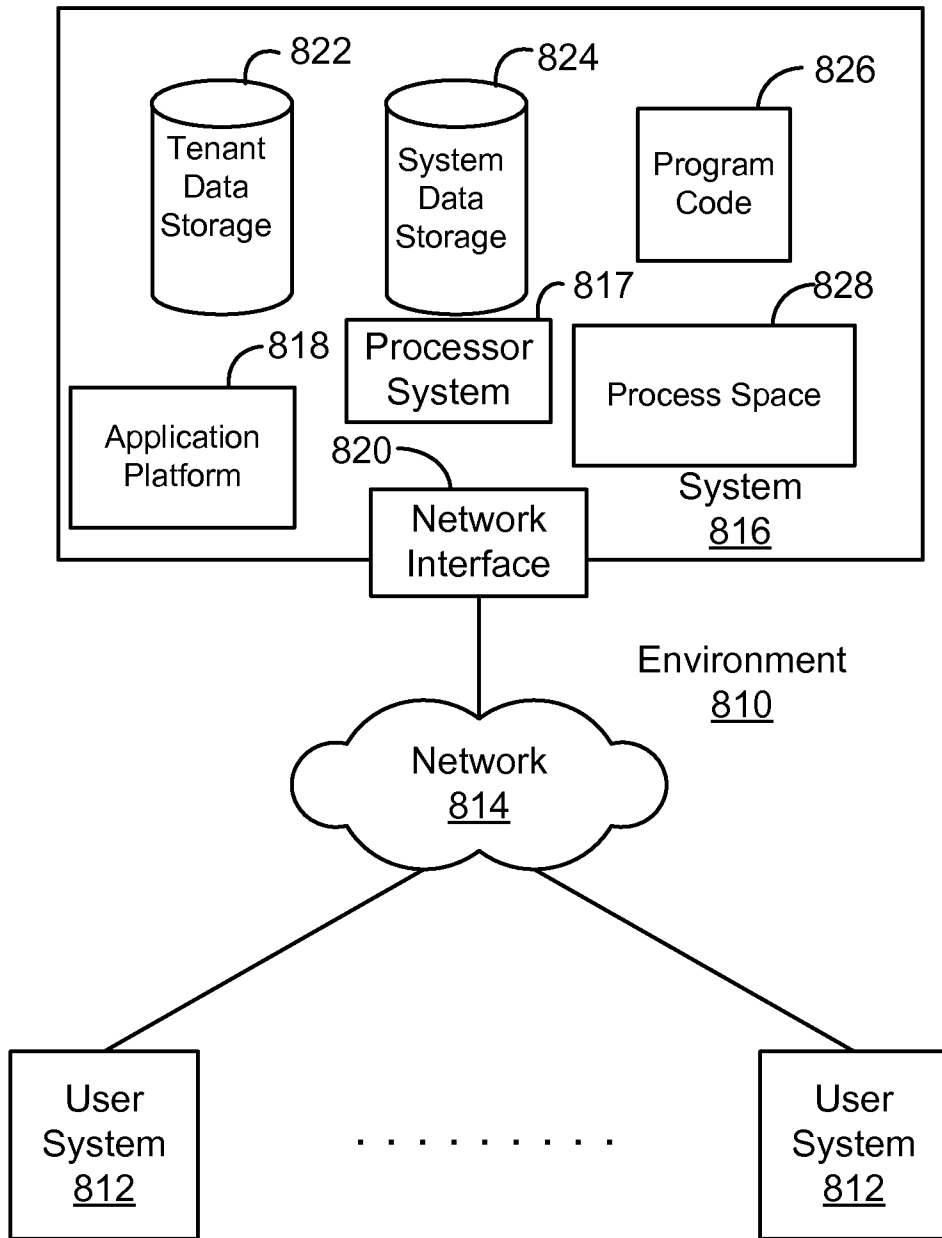 822
824
826
Tenant
Data
Storage
System
Data
Storage
Program
Code
817
828
818
Processor
System
Process Space
Application
Platform
820
System
816
Network
Interface
Environment
810
Network
814
User
System
812
. . . . . . . . . .
User
System
812